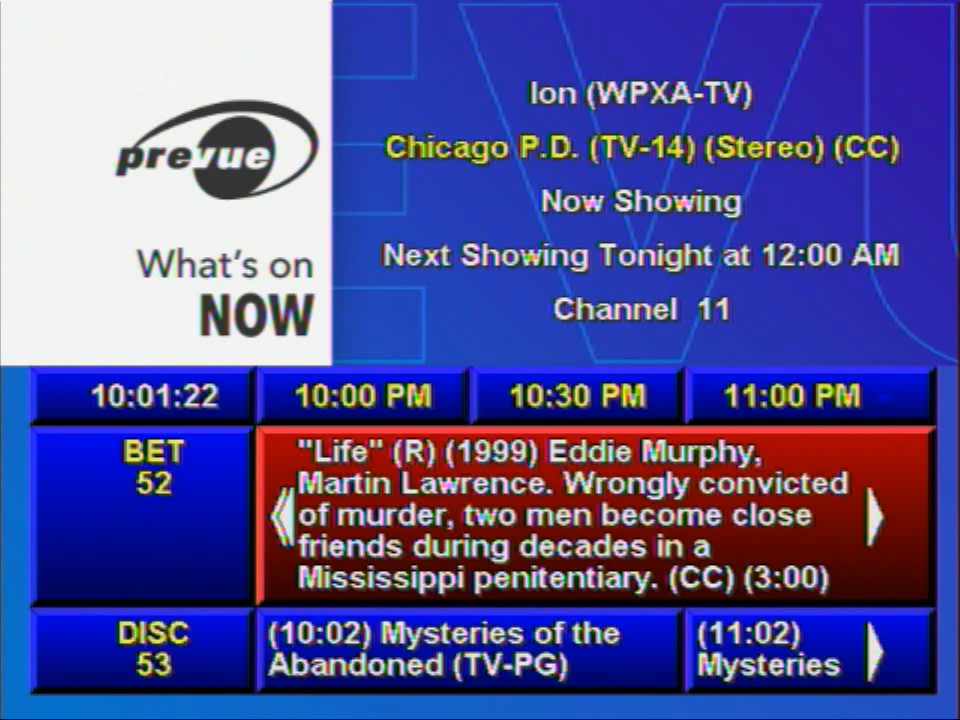 prevue
What's on
NOW
Ion (WPXA-TV)
Chicago P.D. (TV-14) (Stereo) (CC)
Now Showing
Next Showing Tonight at 12:00 AM
Channel 11
10:01:22 10:00 PM 10:30 PM 11:00 PM
BET
52
"Life" (R) (1999) Eddie Murphy,
Martin Lawrence. Wrongly convicted
of murder, two men become close
friends during decades in a
Mississippi penitentiary. (CC) (3:00)
DISC
53
(10:02) Mysteries of the
Abandoned (TV-PG)
(11:02)
Mysteries